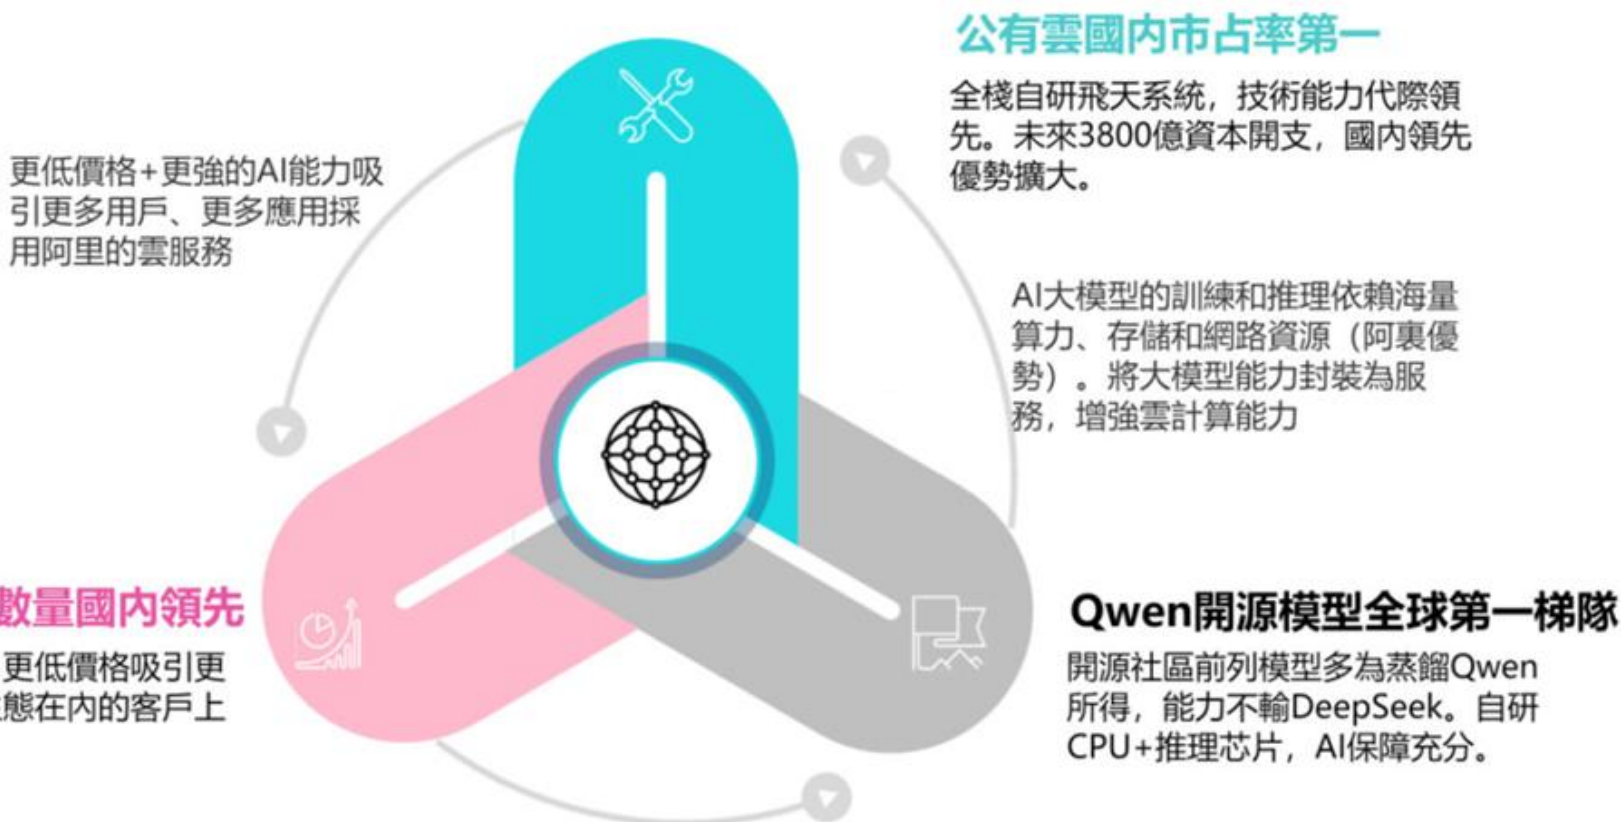 公有雲國内市占率第一
全棧自研飛天系統，技術能力代際領
先。未來3800億資本開支，國內領先
優勢擴大。
更低價格+更強的AI能力吸
引更多用戶、更多應用採
用阿里的雲服務
AI大模型的訓練和推理依賴海量
算力、存儲和網路資源（阿裏優
勢）。將大模型能力封裝為服
務，增強雲計算能力
數量國内領先
更低價格吸引更
態在內的客戶上
Qwen開源模型全球第一梯隊
開源社區前列模型多為蒸餾Qwen
所得，能力不輸DeepSeek。自研
CPU+推理芯片，AI保障充分。